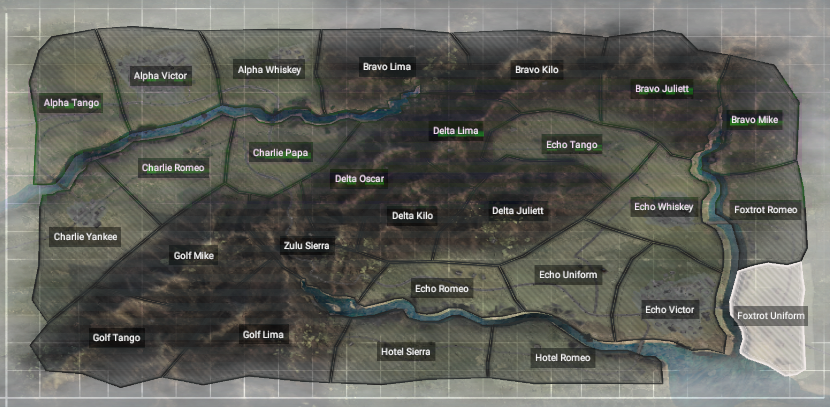 Bravo Lima
Alpha Whiskey
Bravo Kilo
Alpha Victor
Bravo Juliett
Alpha Tango
Bravo Mike
Delta Lima
Echo Tango
Charlie Papa
Charlie Romeo
Delta Oscar
Echo Whiskey
Foxtrot Romeo
Delta Juliett
Delta Kilo
Charlie Yankee
Zulu Sierra
Golf Mike
Echo Uniform
Echo Romeo
Echo Victor
Foxtrot Uniform
Golf Lima
Golf Tango
Hotel Sierra
Hotel Romeo